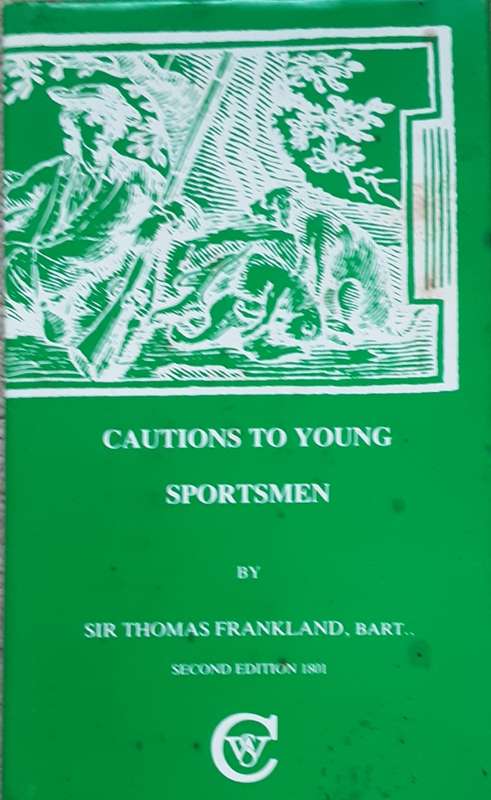 CAUTIONS TO YOUNG
SPORTSMEN
BY
SIR THOMAS FRANKLAND, BART..
SECOND EDITION 1801